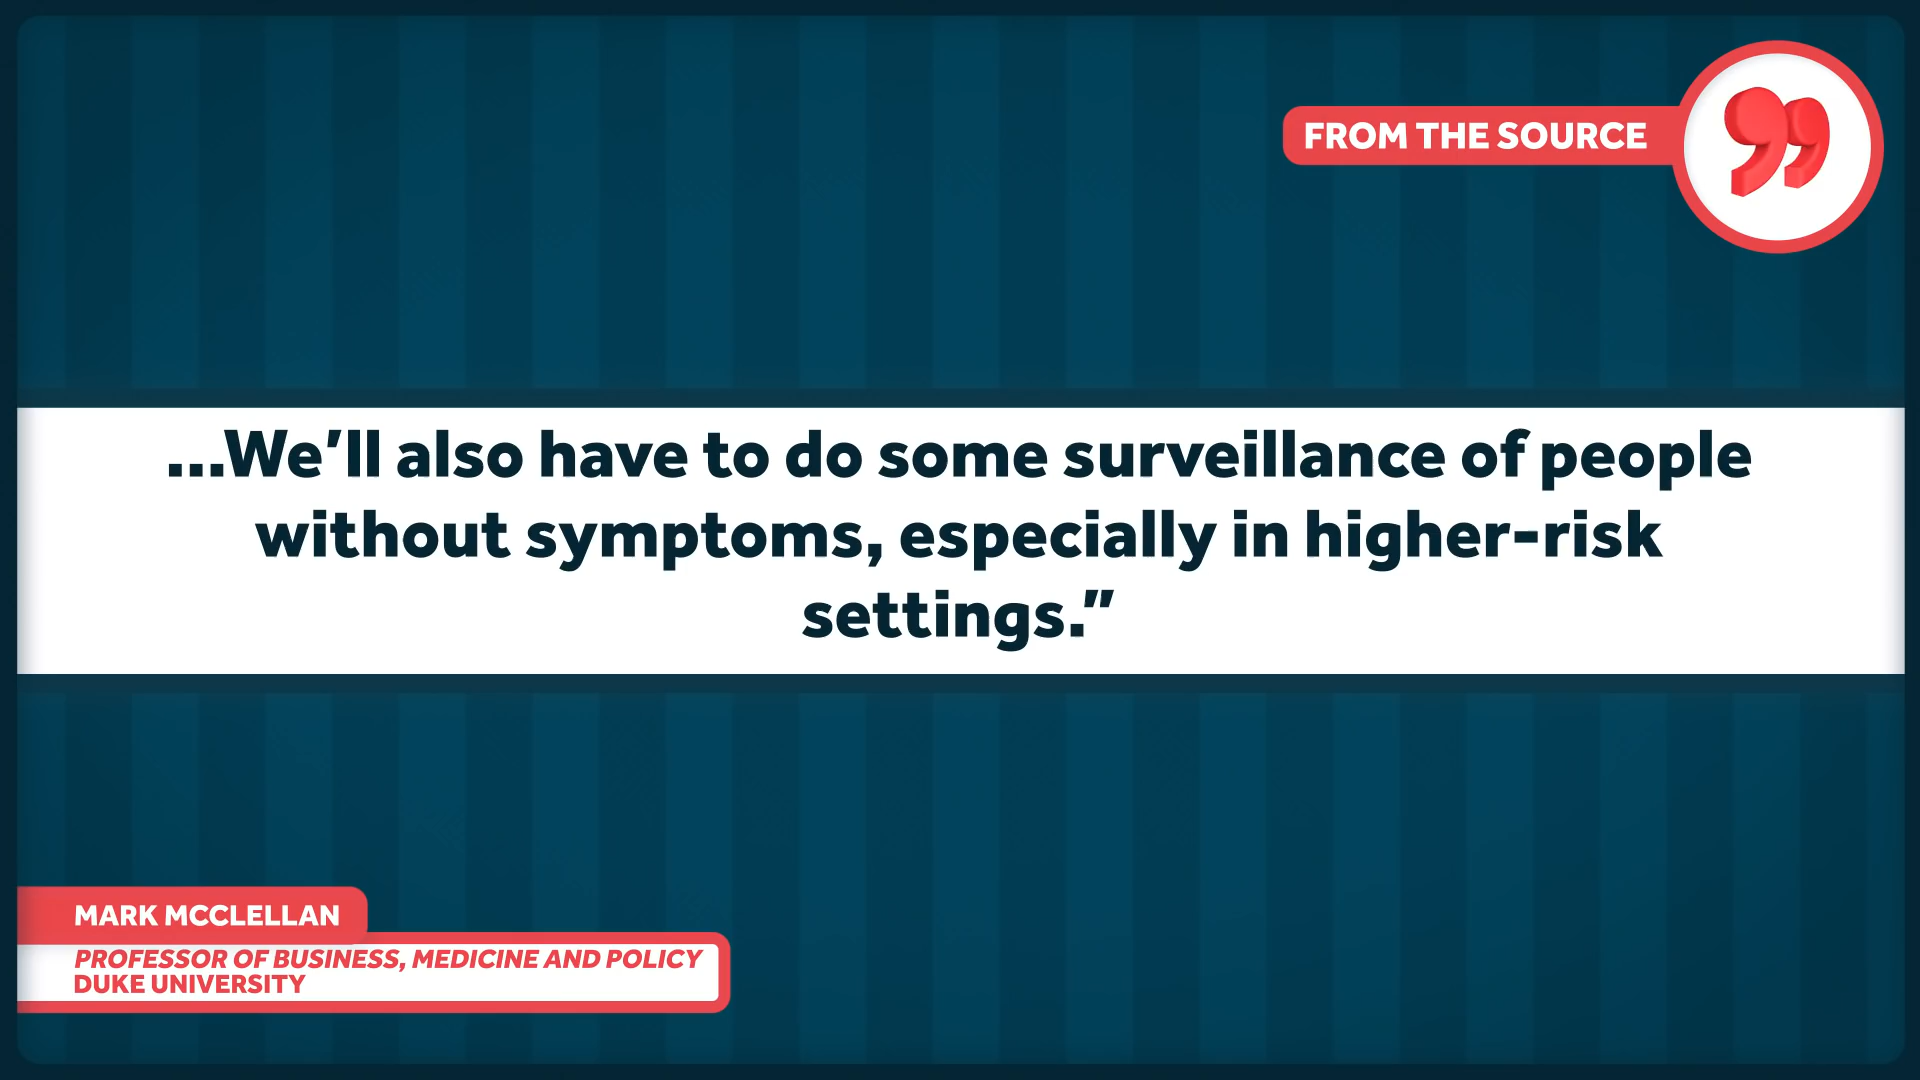 FROM THE SOURCE
...We'll also have to do some surveillance of people
without symptoms, especially in higher-risk
settings.”
MARK MCCLELLAN
PROFESSOR OF BUSINESS, MEDICINE AND POLICY
DUKE UNIVERSITY